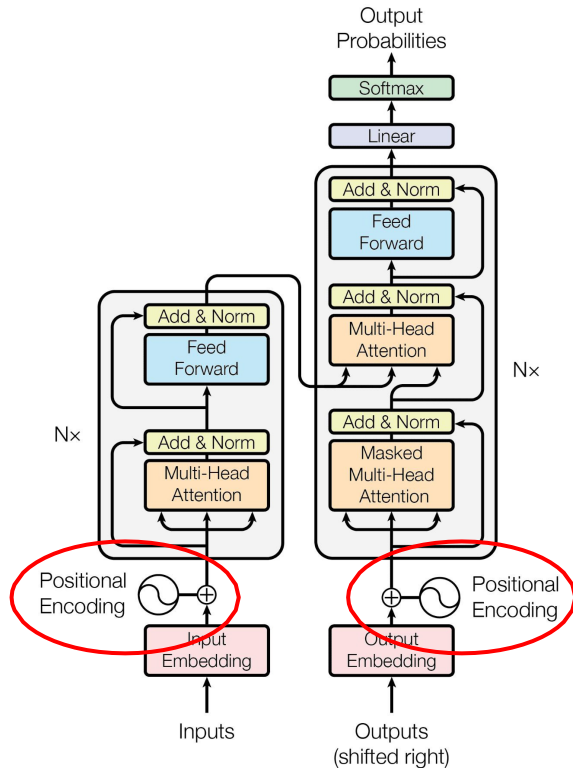 Output
Probabilities
Softmax
Linear
Add & Norm
Feed
Forward
Add & Norm
Multi-Head
Attention
Nx
Add & Norm
Masked
Multi-Head
Attention
Add & Norm
Feed
Forward
Nx
Add & Norm
Multi-Head
Attention
Positional
Encoding
Positional
Encoding
Input
Embedding
Output
Embedding
Inputs
Outputs
(shifted right)